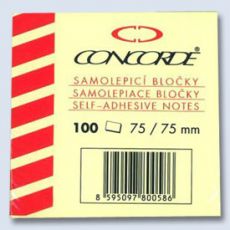 CONCORDE®
SAMOLEPICÍ BLOČKY
SAMOLEPIACE BLOČKY
SELF-ADHESIVE NOTES
100 75 / 75 mm
8 595097 800586